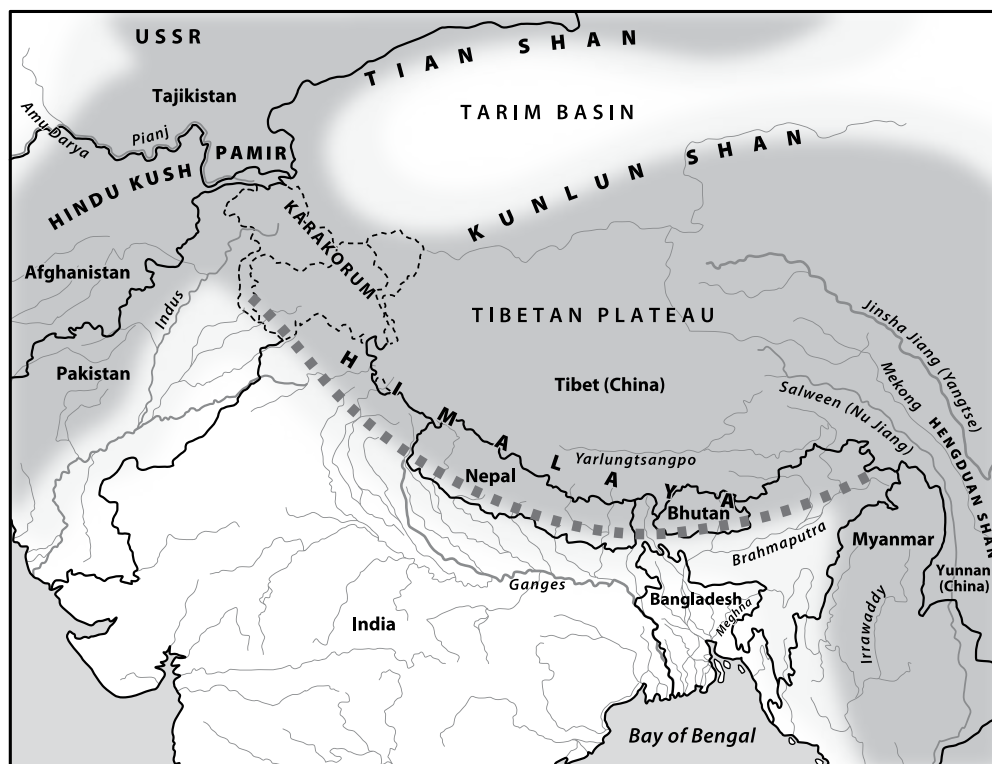 USSR
TIAN SHAN
Tajikistan
TARIM BASIN
Amu Darya
Pianj
PAMIR
HINDU KUSH
KUNLUN SHAN
KARAKORUM
Afghanistan
Indus
TIBETAN PLATEAU
Jinsha Jiang (Yangtse)
Pakistan
HIMALAYA
Tibet (China)
Mekong
Salween (Nu Jiang)
HENGDUAN SHAN
Nepal
Yarlungtsangpo
Bhutan
Brahmaputra
Myanmar
Yunnan
(China)
Ganges
Bangladesh
Meghna
India
Irrawaddy
Bay of Bengal